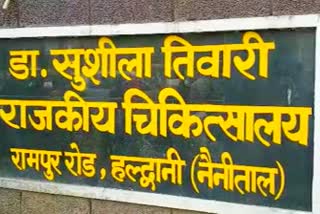 डा. सुशीला तिवारी
राजकीय चिकित्सालय
रामपुर रोड, हल्द्वानी (नैनीताल)